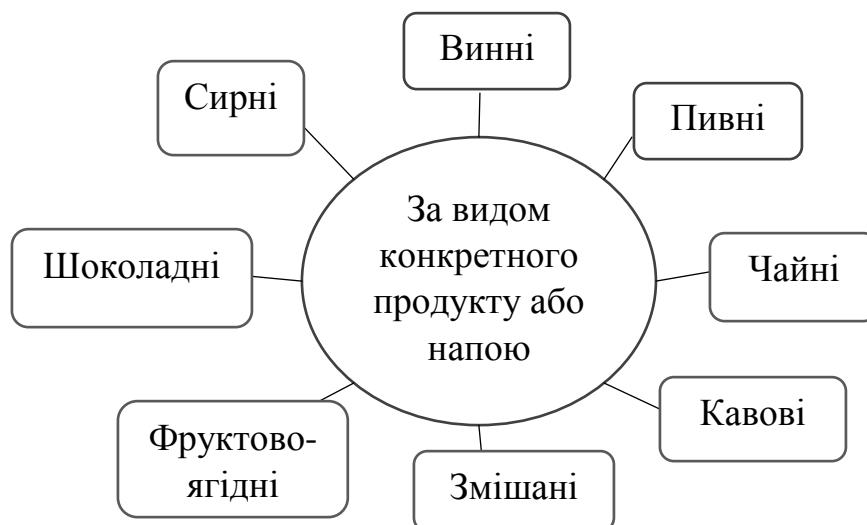 Винні
Сирні
Пивні
За видом
конкретного
продукту або
напою
Шоколадні
Чайні
Кавові
Фруктово-
ягідні
Змішані